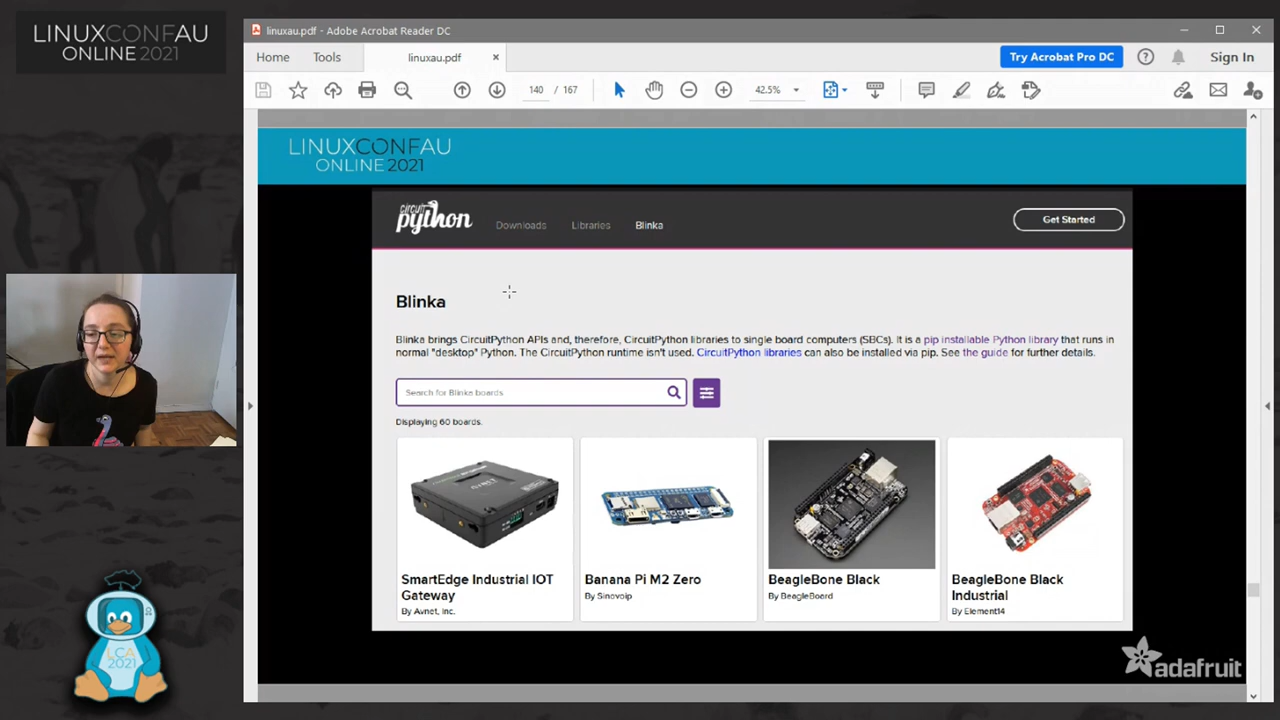 LINUXCONFAU
ONLINE 2021
linuxau.pdf - Adobe Acrobat Reader DC
Home Tools linuxau.pdf × Try Acrobat Pro DC Sign In
140 / 167 42.5%
LINUXCONFAU
ONLINE 2021
circuit
python Downloads Libraries Blinka Get Started
Blinka
Blinka brings CircuitPython APIs and, therefore, CircuitPython libraries to single board computers (SBCs). It is a pip installable Python library that runs in
normal "desktop" Python. The CircuitPython runtime isn't used. CircuitPython libraries can also be installed via pip. See the guide for further details.
Search for Blinka boards
Displaying 60 boards.
SmartEdge Industrial IOT
Gateway
By Avnet, Inc.
Banana Pi M2 Zero
By Sinovoip
BeagleBone Black
By BeagleBoard
BeagleBone Black
Industrial
By Element14
adafruit
LCA
2021